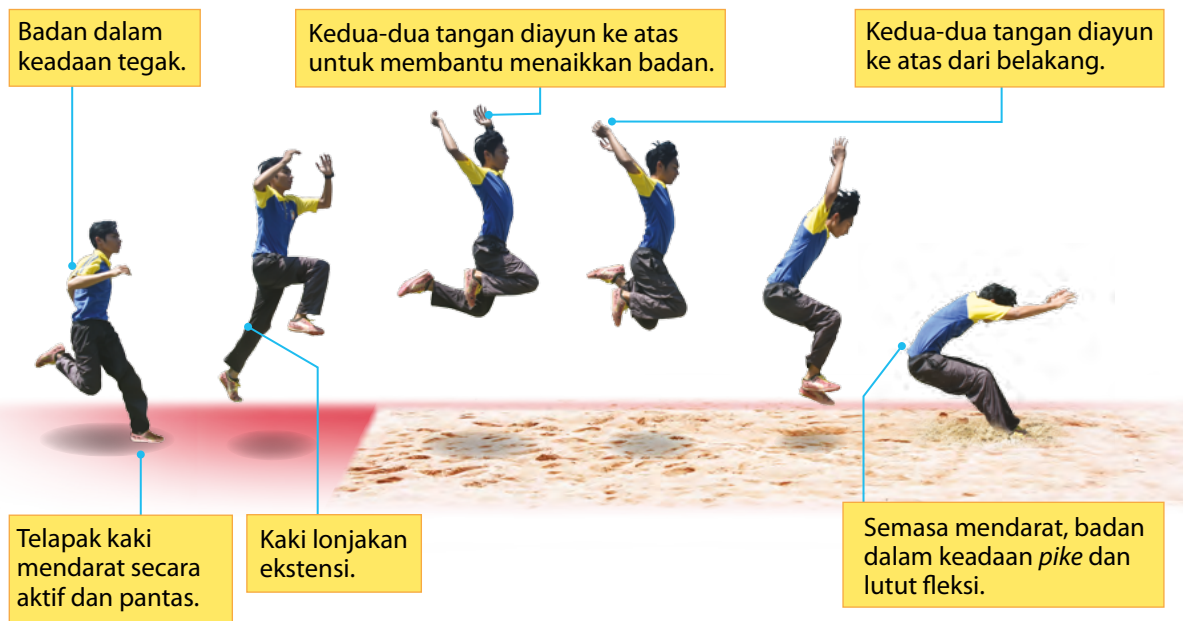 Badan dalam
keadaan tegak.
Kedua-dua tangan diayun ke atas
untuk membantu menaikkan badan.
Kedua-dua tangan diayun
ke atas dari belakang.
Telapak kaki
mendarat secara
aktif dan pantas.
Kaki lonjakan
ekstensi.
Semasa mendarat, badan
dalam keadaan pike dan
lutut fleksi.